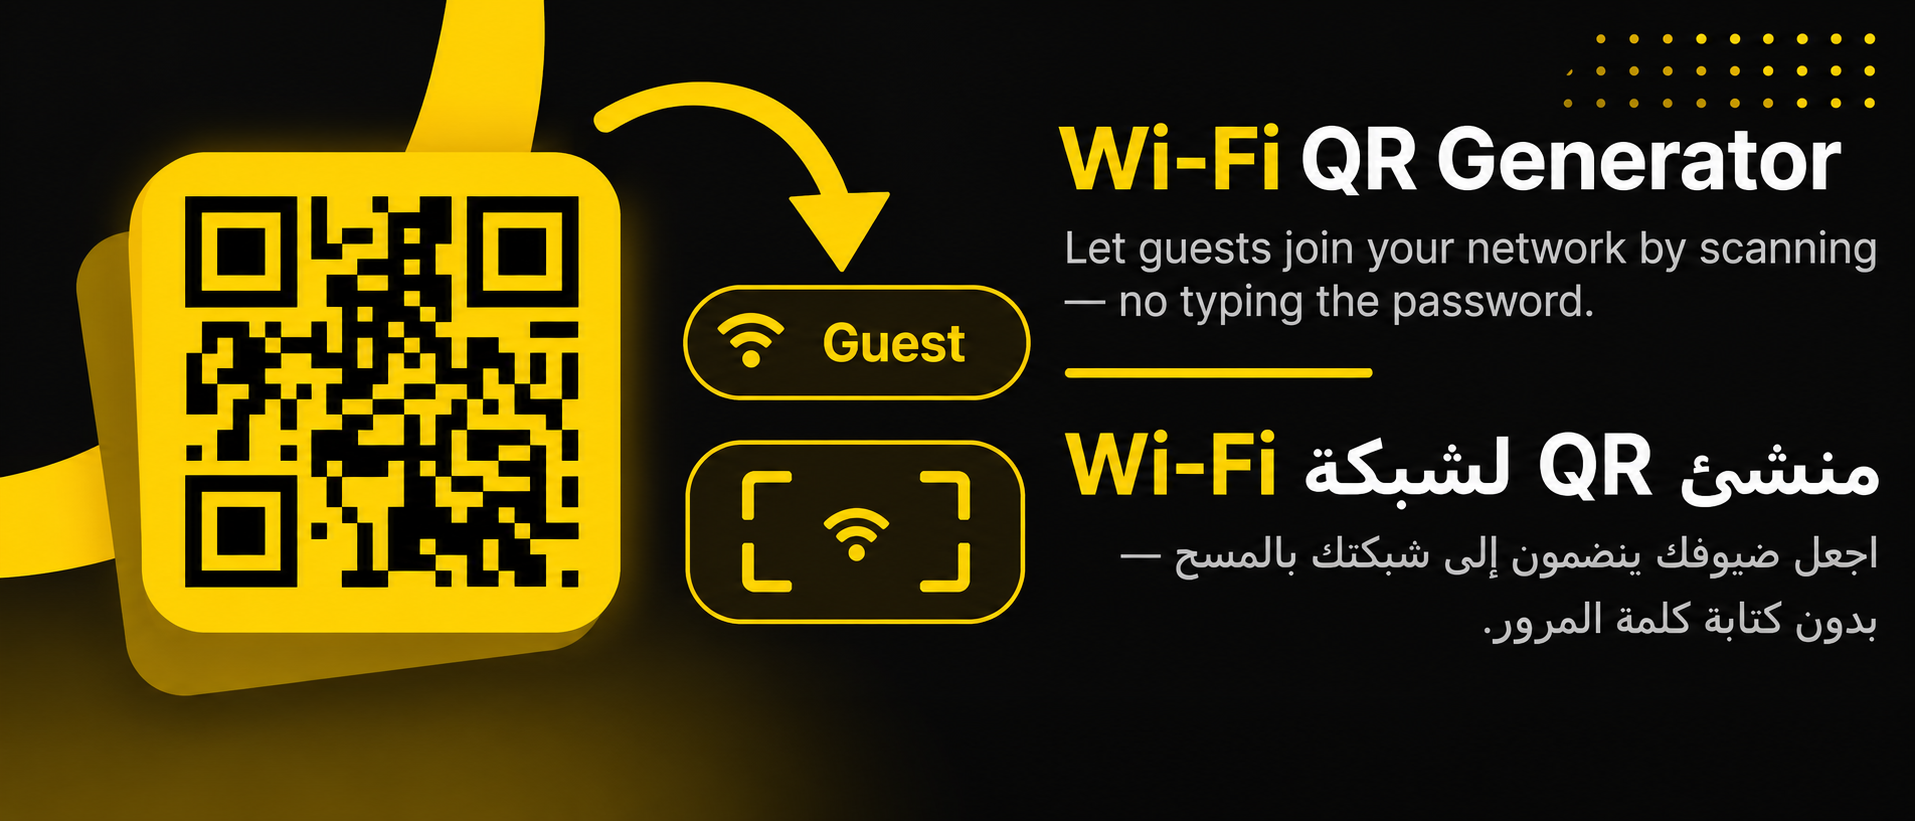 Wi-Fi QR Generator
Let guests join your network by scanning
— no typing the password.
Guest
منشئ QR لشبكة Wi-Fi
اجعل ضيوفك ينضمون إلى شبكتك بالمسح —
بدون كتابة كلمة المرور.